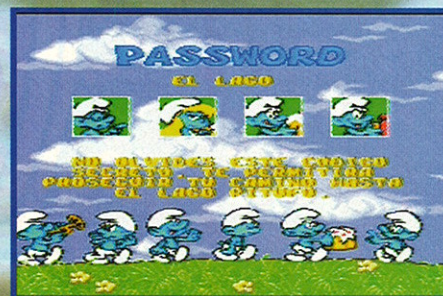 PASSWORD
EL LAGO
NO OLVIDES ESTE CODIGO
SECRETO. TE PERMITIRA
PROSEGUIR TU CAMINO HASTA
EL LAGO PITUFO.